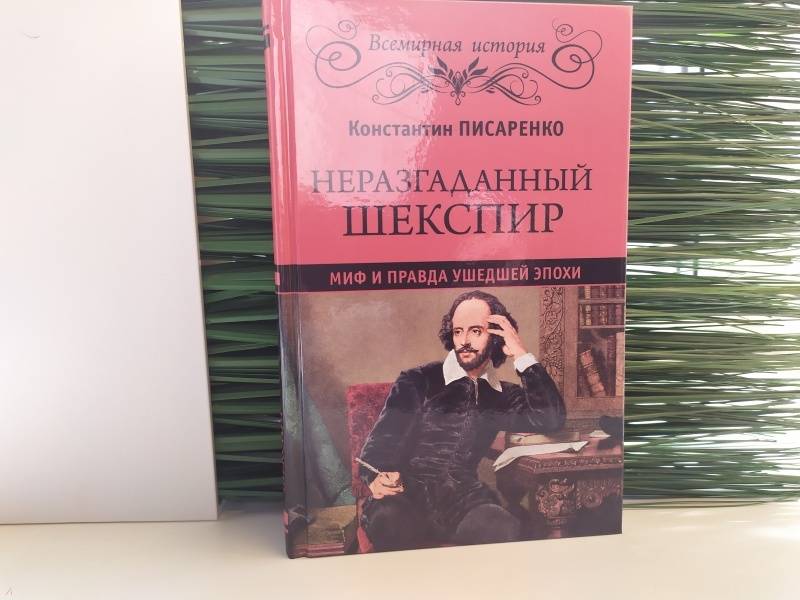 Всемирная история
Константин ПИСАРЕНКО
НЕРАЗГАДАННЫЙ
ШЕКСПИР
МИФ И ПРАВДА УШЕДШЕЙ ЭПОХИ